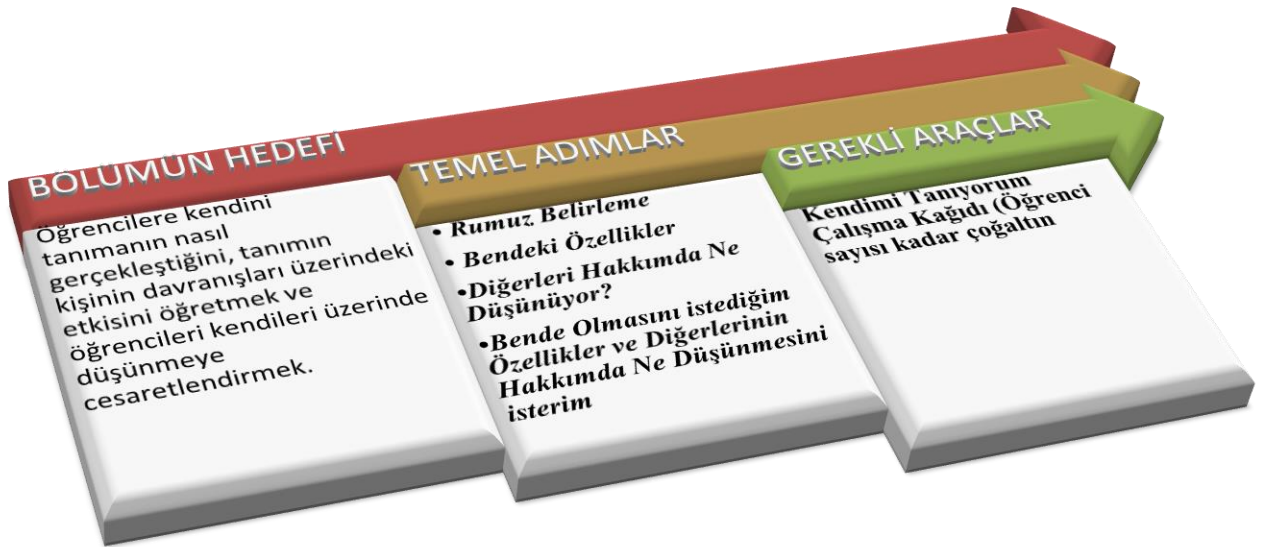 BÖLÜMÜN HEDEFİ
Öğrencilere kendini
tanımanın nasıl
gerçekleştiğini, tanımın
kişinin davranışları üzerindeki
etkisini öğretmek ve
öğrencileri kendileri üzerinde
düşünmeye
cesaretlendirmek.
TEMEL ADIMLAR
• Rumuz Belirleme
• Bendeki Özellikler
•Diğerleri Hakkımda Ne
Düşünüyor?
•Bende Olmasını istediğim
Özellikler ve Diğerlerinin
Hakkımda Ne Düşünmesini
isterim
GEREKLİ ARAÇLAR
Kendimi Tanıyorum
Çalışma Kağıdı (Öğrenci
sayısı kadar çoğaltın